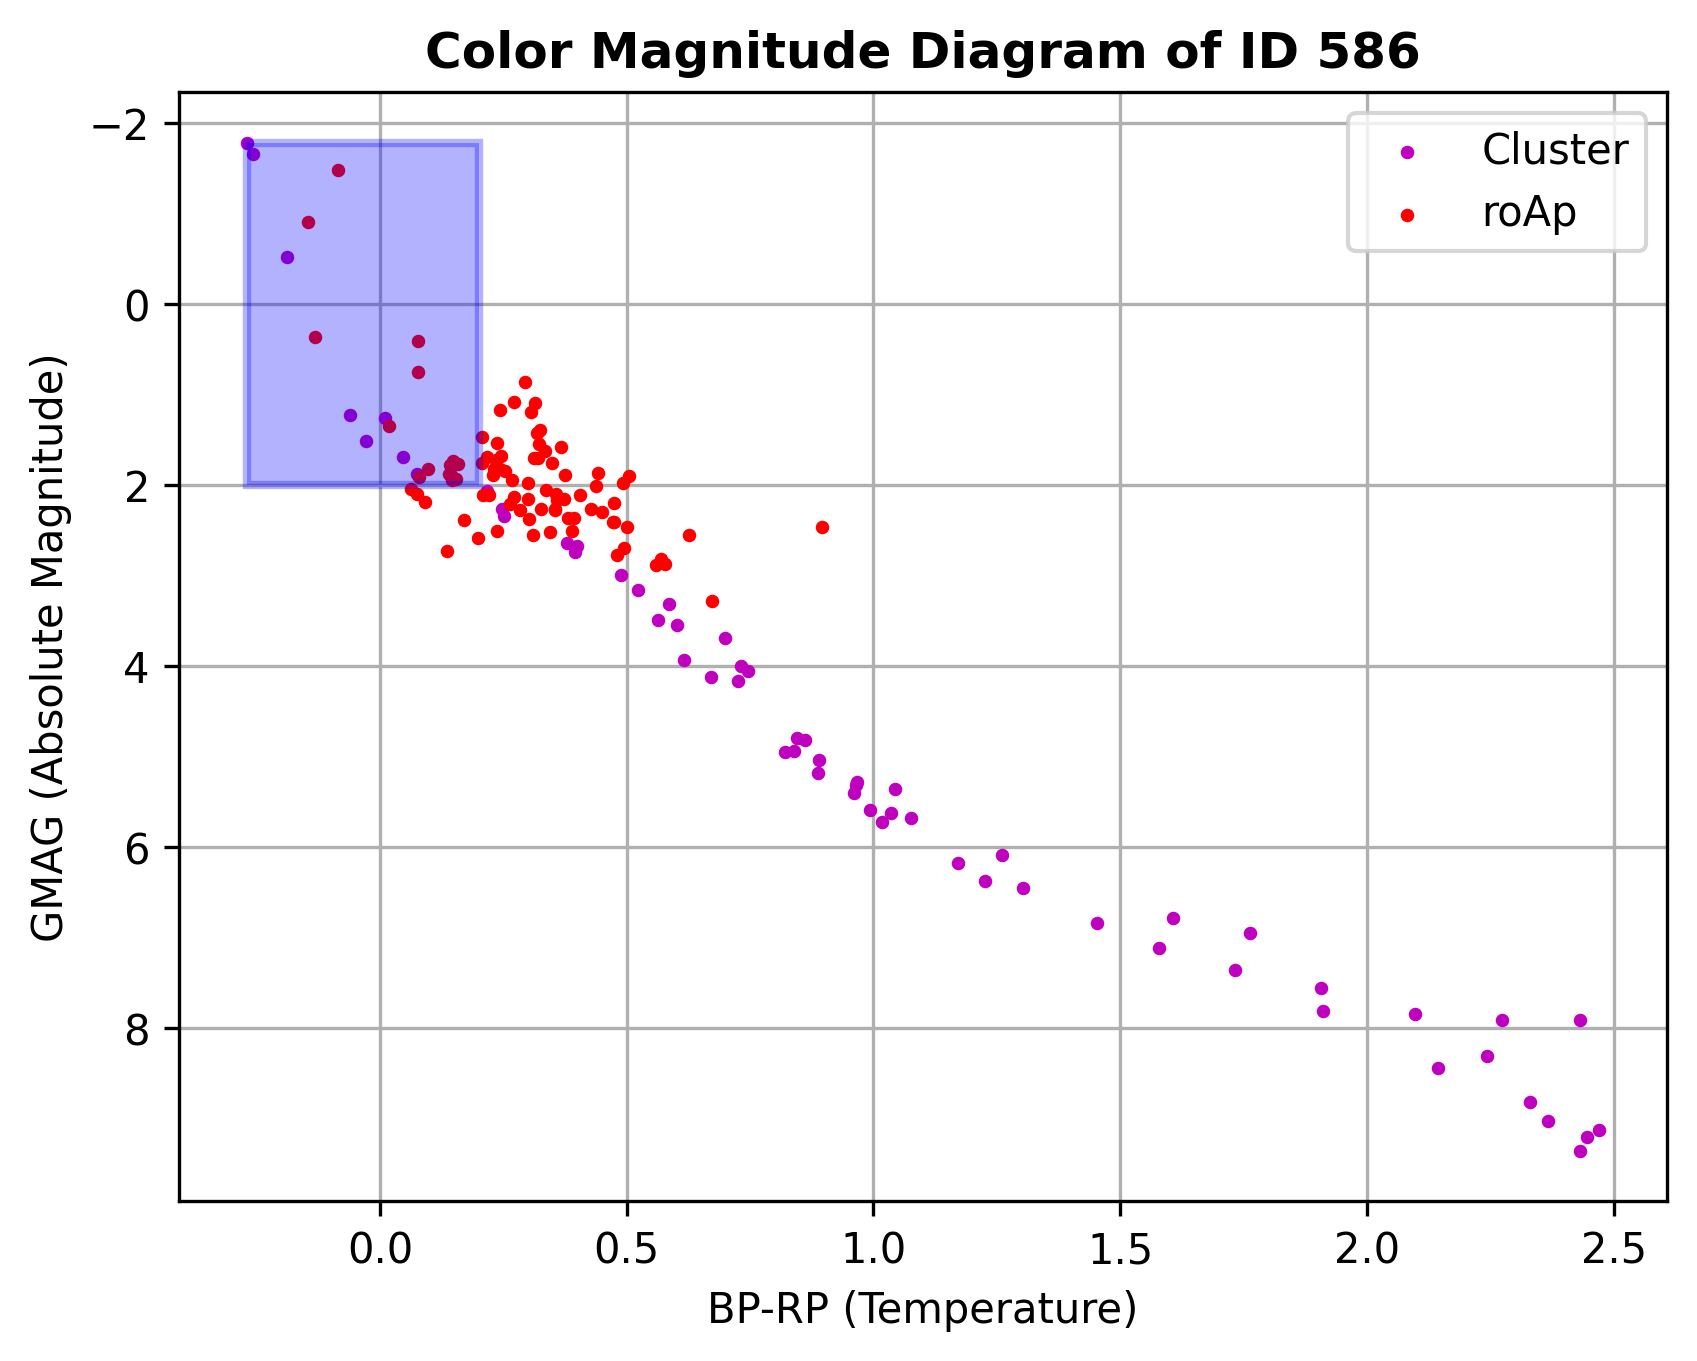 Color Magnitude Diagram of ID 586
−2
0
2
4
6
8
GMAG (Absolute Magnitude)
Cluster
roAp
0.0 0.5 1.0 1.5 2.0 2.5
BP-RP (Temperature)